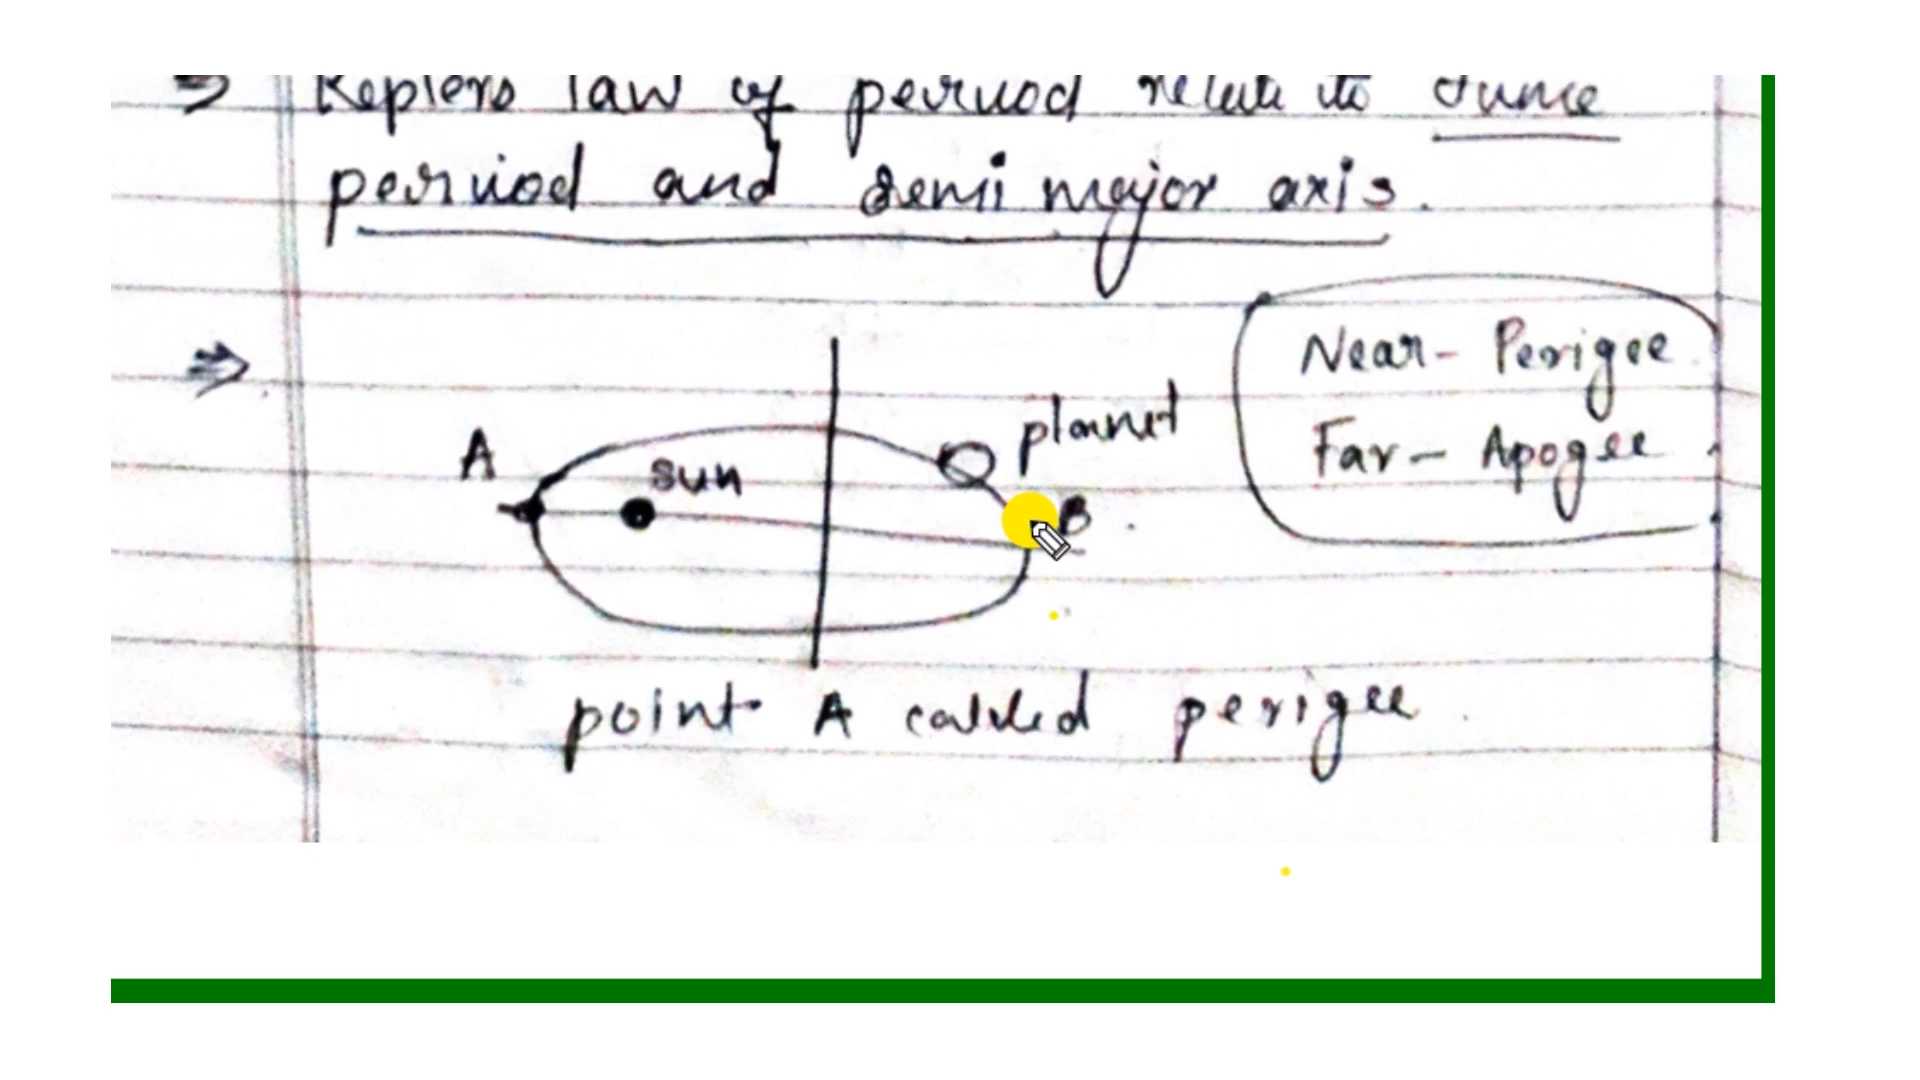 ⇒ Keplers law of period relate to time
period and semi major axis.
⇒
Near - Perigee
Far - Apogee
planet
A
sun
B
point A called perigee